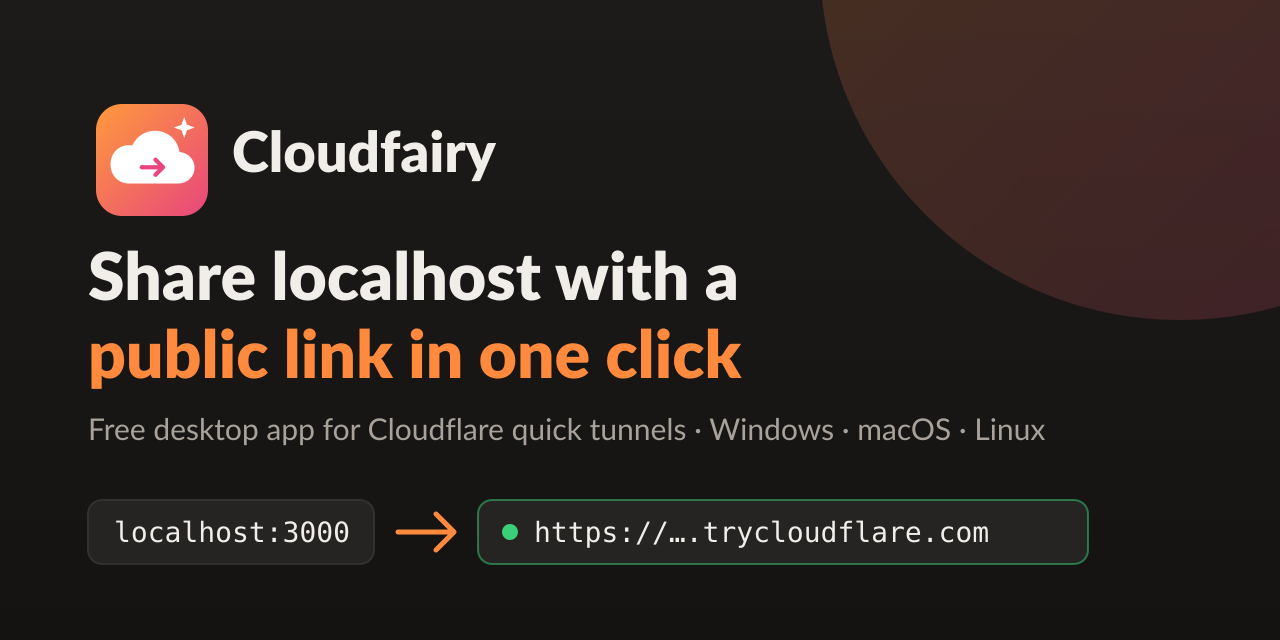 Cloudfairy
Share localhost with a
public link in one click
Free desktop app for Cloudflare quick tunnels · Windows · macOS · Linux
localhost:3000
https://….trycloudflare.com